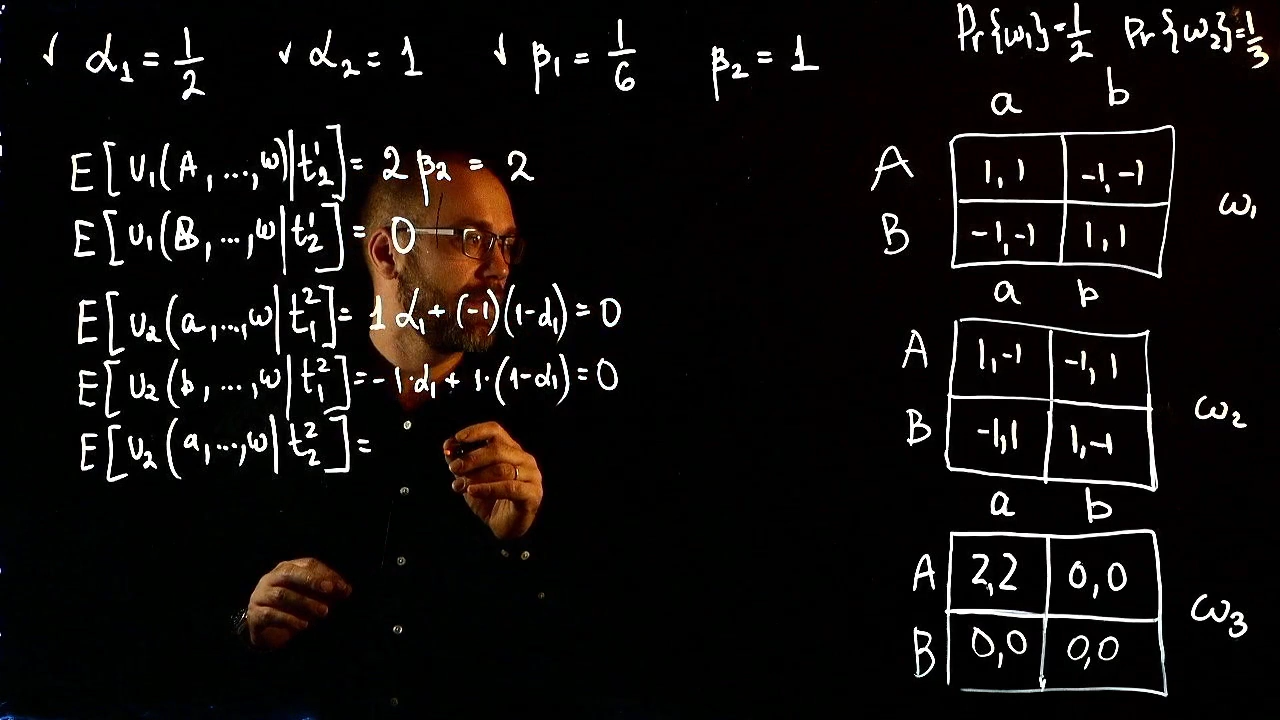 ✓ α₁ = 1/2 ✓ α₂ = 1 ✓ β₁ = 1/6 β₂ = 1
Pr{ω₁} = 1/2 Pr{ω₂} = 1/3
E[U₁(A, ..., ω)|t₂¹] = 2β₂ = 2
E[U₁(B, ..., ω|t₂¹] = 0
E[U₂(a, ..., ω|t₁²] = 1α₁ + (-1)(1-α₁) = 0
E[U₂(b, ..., ω|t₁²] = -1·α₁ + 1·(1-α₁) = 0
E[U₂(a, ..., ω|t₂²] =
a b
A 1, 1 -1, -1
B -1, -1 1, 1
ω₁
a b
A 1, -1 -1, 1
B -1, 1 1, -1
ω₂
a b
A 2, 2 0, 0
B 0, 0 0, 0
ω₃